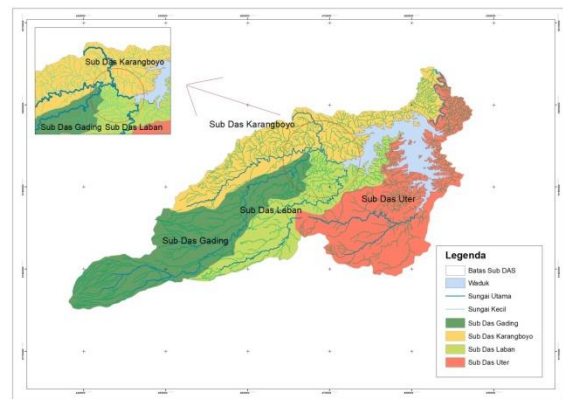 Sub Das Karangboyo
Sub Das Gading Sub Das Laban
Sub Das Karangboyo
Sub Das Laban
Sub Das Uter
Sub Das Gading
Legenda
Batas Sub DAS
Waduk
Sungai Utama
Sungai Kecil
Sub Das Gading
Sub Das Karangboyo
Sub Das Laban
Sub Das Uter